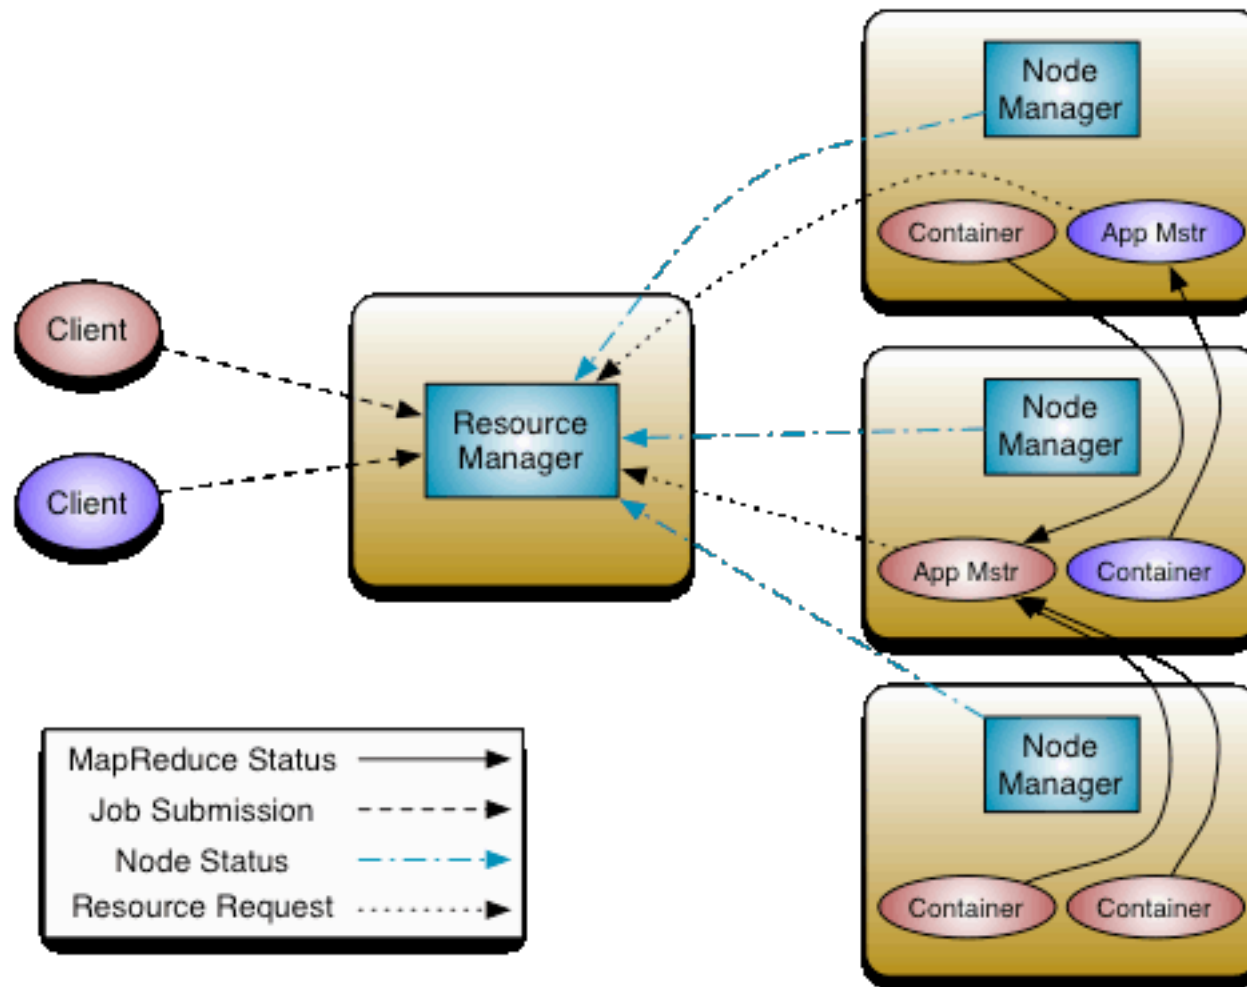 Node
Manager
Container
App Mstr
Client
Resource
Manager
Node
Manager
Client
App Mstr
Container
Node
Manager
MapReduce Status
Job Submission
Node Status
Resource Request
Container
Container